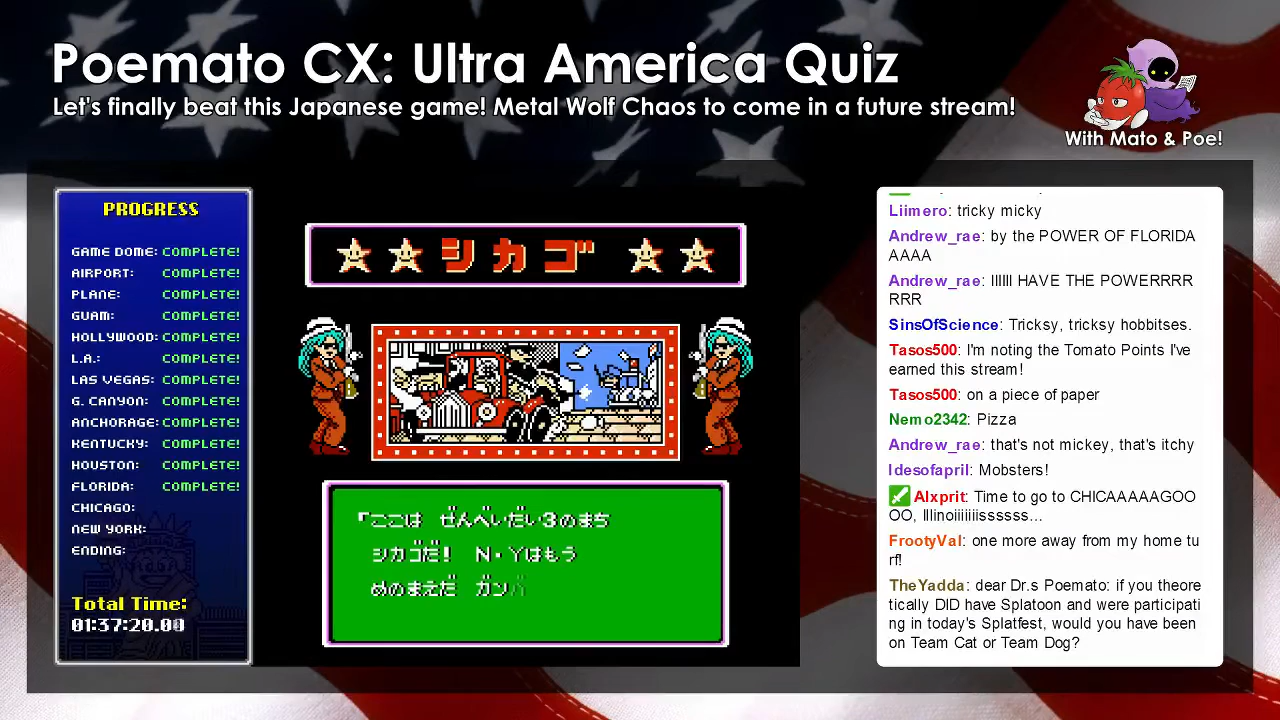 Poemato CX: Ultra America Quiz
Let's finally beat this Japanese game! Metal Wolf Chaos to come in a future stream!
With Mato & Poe!
PROGRESS
GAME DOME: COMPLETE!
AIRPORT: COMPLETE!
PLANE: COMPLETE!
GUAM: COMPLETE!
HOLLYWOOD: COMPLETE!
L.A.: COMPLETE!
LAS VEGAS: COMPLETE!
G. CANYON: COMPLETE!
ANCHORAGE: COMPLETE!
KENTUCKY: COMPLETE!
HOUSTON: COMPLETE!
FLORIDA: COMPLETE!
CHICAGO:
NEW YORK:
ENDING:
Total Time:
01:37:20.00
★★シカゴ★★
「ここは ぜんべいだい3のまち
シカゴだ! N・Yはもう
めのまえだ ガンバ
Liimero: tricky micky
Andrew_rae: by the POWER OF FLORIDA
AAAA
Andrew_rae: IIIIII HAVE THE POWERRRR
RRR
SinsOfScience: Tricksy, tricksy hobbitses.
Tasos500: I'm noting the Tomato Points I've
earned this stream!
Tasos500: on a piece of paper
Nemo2342: Pizza
Andrew_rae: that's not mickey, that's itchy
Idesofapril: Mobsters!
Alxprit: Time to go to CHICAAAAAGOO
OO, Illinoiiiiiiissssss...
FrootyVal: one more away from my home tu
rf!
TheYadda: dear Dr.s Poemato: if you theore
tically DID have Splatoon and were participati
ng in today's Splatfest, would you have been
on Team Cat or Team Dog?